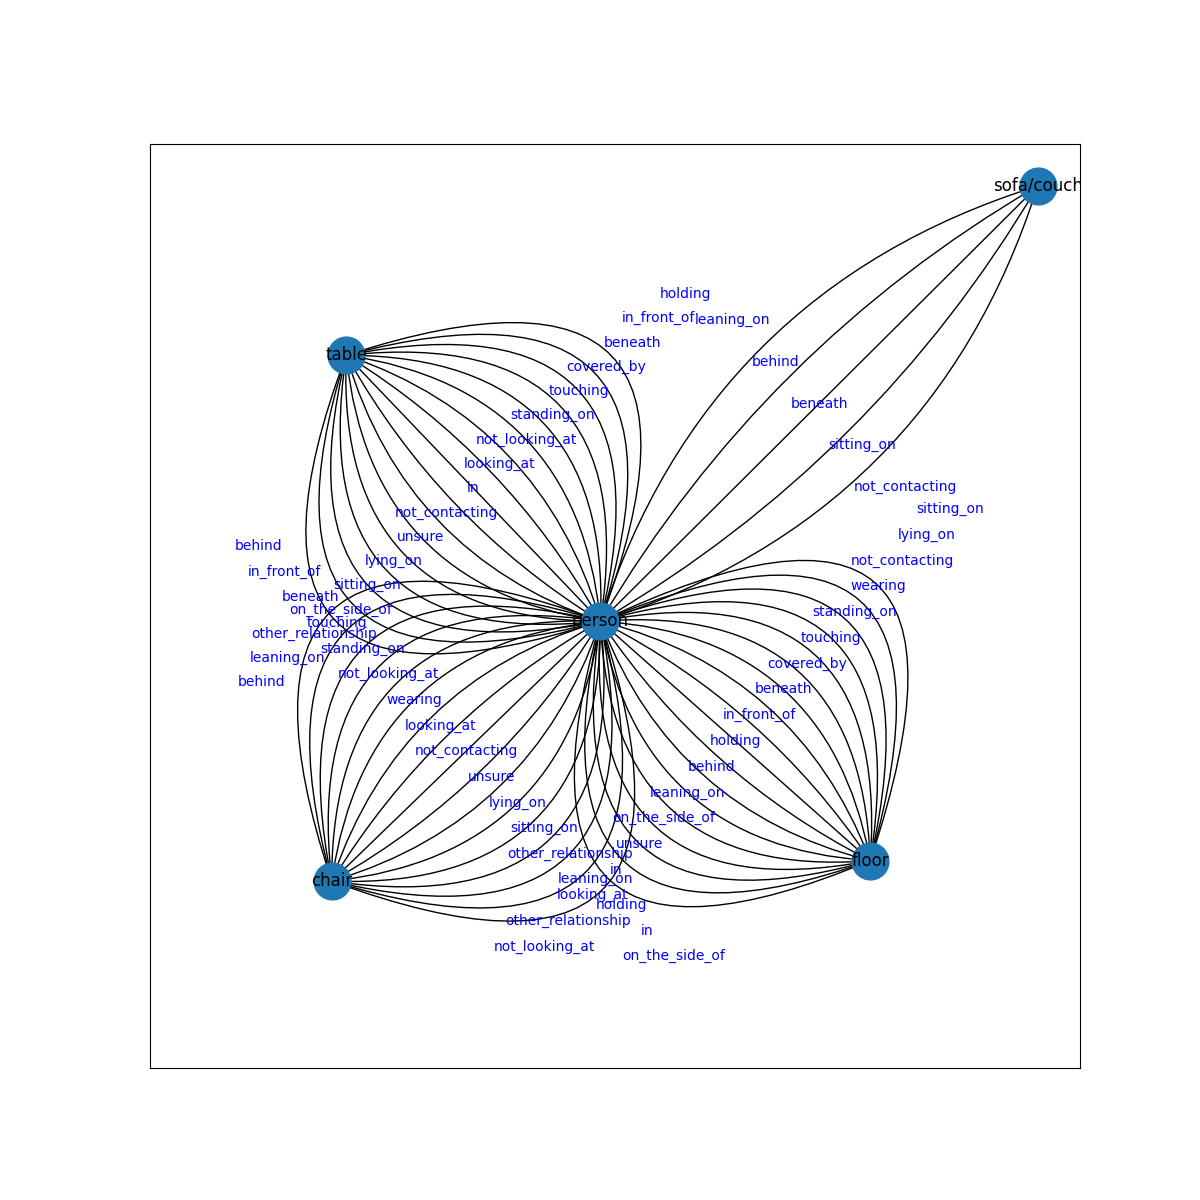 sofa/couch
holding
in_front_of
leaning_on
beneath
table
behind
covered_by
touching
beneath
standing_on
not_looking_at
sitting_on
looking_at
in
not_contacting
not_contacting
sitting_on
unsure
lying_on
behind
lying_on
not_contacting
in_front_of
sitting_on
wearing
beneath
on_the_side_of
standing_on
touching
person
other_relationship
touching
standing_on
leaning_on
covered_by
not_looking_at
behind
beneath
wearing
in_front_of
looking_at
holding
not_contacting
behind
unsure
leaning_on
lying_on
on_the_side_of
sitting_on
unsure
other_relationship
floor
in
chair
leaning_on
looking_at
holding
other_relationship
in
not_looking_at
on_the_side_of